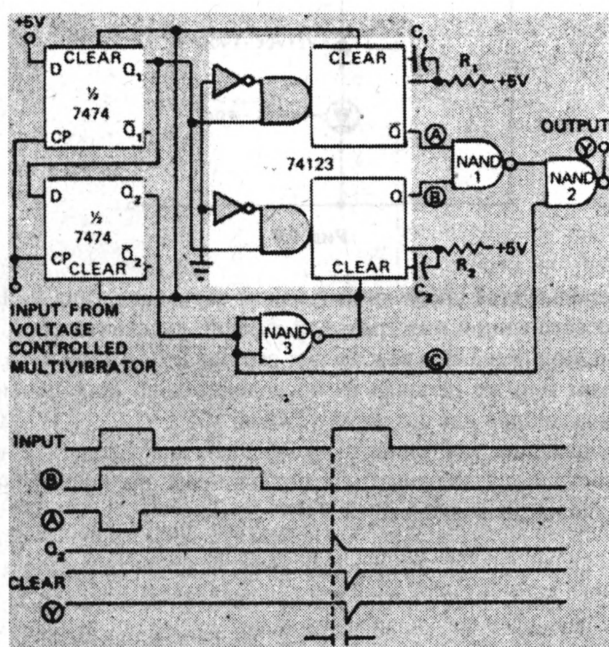 +5V
CLEAR
D Q1
½
7474
CP Q̅1
D Q2
½
7474
CP Q̅2
CLEAR
INPUT FROM
VOLTAGE
CONTROLLED
MULTIVIBRATOR
CLEAR
C1
R1
+5V
Q̅
A
74123
Q
B
CLEAR
+5V
R2
C2
NAND
1
OUTPUT
Y
NAND
2
NAND
3
C
INPUT
B
A
Q2
CLEAR
Y